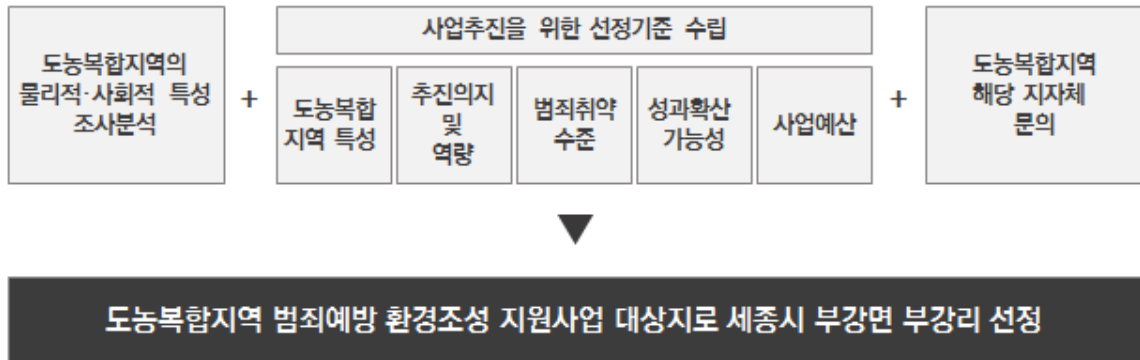 도농복합지역의
물리적·사회적 특성
조사분석
+
사업추진을 위한 선정기준 수립
도농복합
지역 특성
추진의지
및
역량
범죄취약
수준
성과확산
가능성
사업예산
+
도농복합지역
해당 지자체
문의
도농복합지역 범죄예방 환경조성 지원사업 대상지로 세종시 부강면 부강리 선정